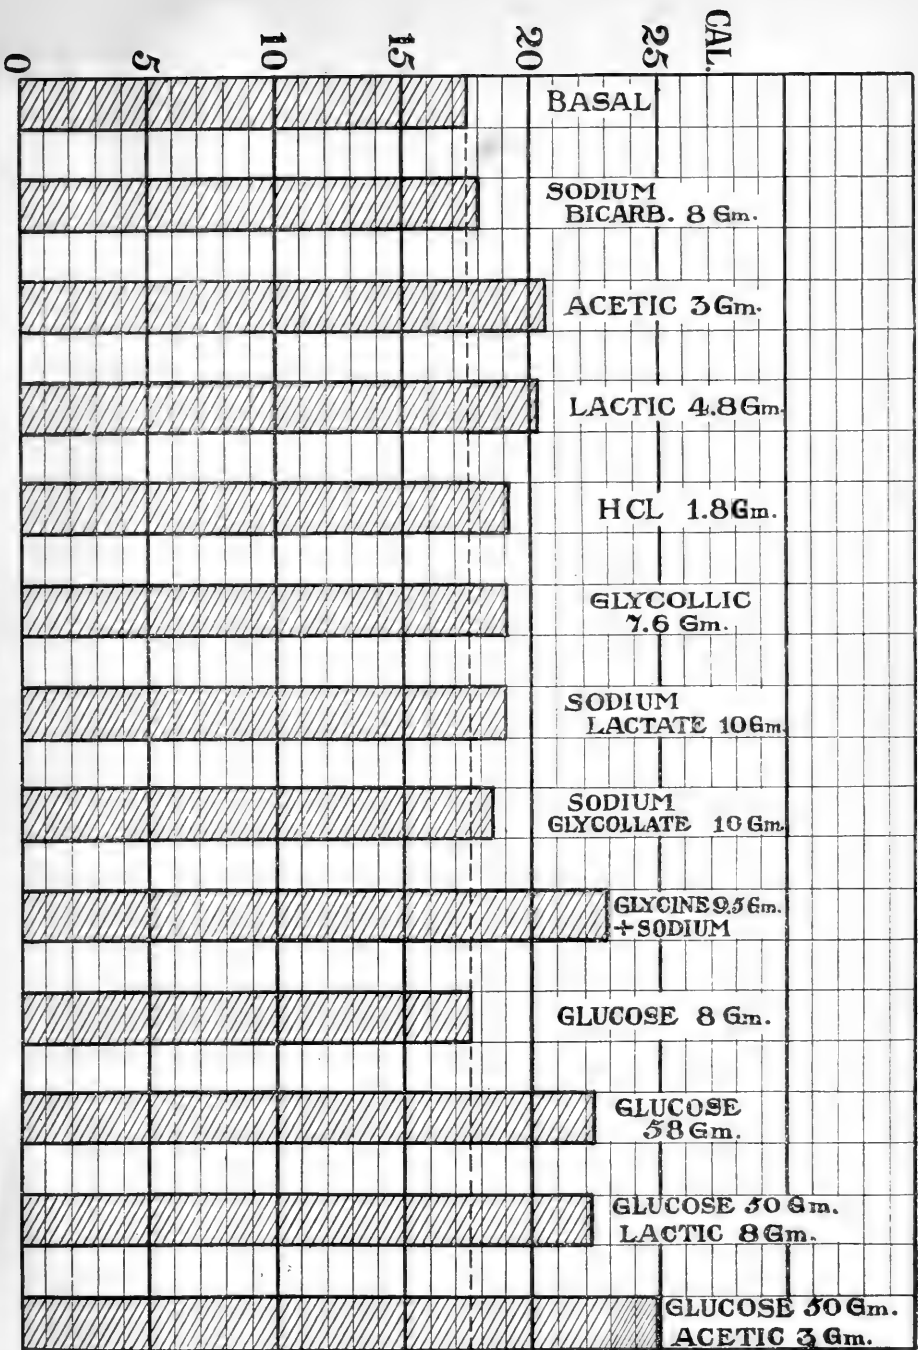 0 5 10 15 20 25 CAL.
BASAL
SODIUM
BICARB. 8 Gm.
ACETIC 3 Gm.
LACTIC 4.8 Gm.
HCL 1.8 Gm.
GLYCOLLIC
7.6 Gm.
SODIUM
LACTATE 10 Gm.
SODIUM
GLYCOLLATE 10 Gm.
GLYCINE 9.5 Gm.
+ SODIUM
GLUCOSE 8 Gm.
GLUCOSE
58 Gm.
GLUCOSE 50 Gm.
LACTIC 8 Gm.
GLUCOSE 50 Gm.
ACETIC 3 Gm.